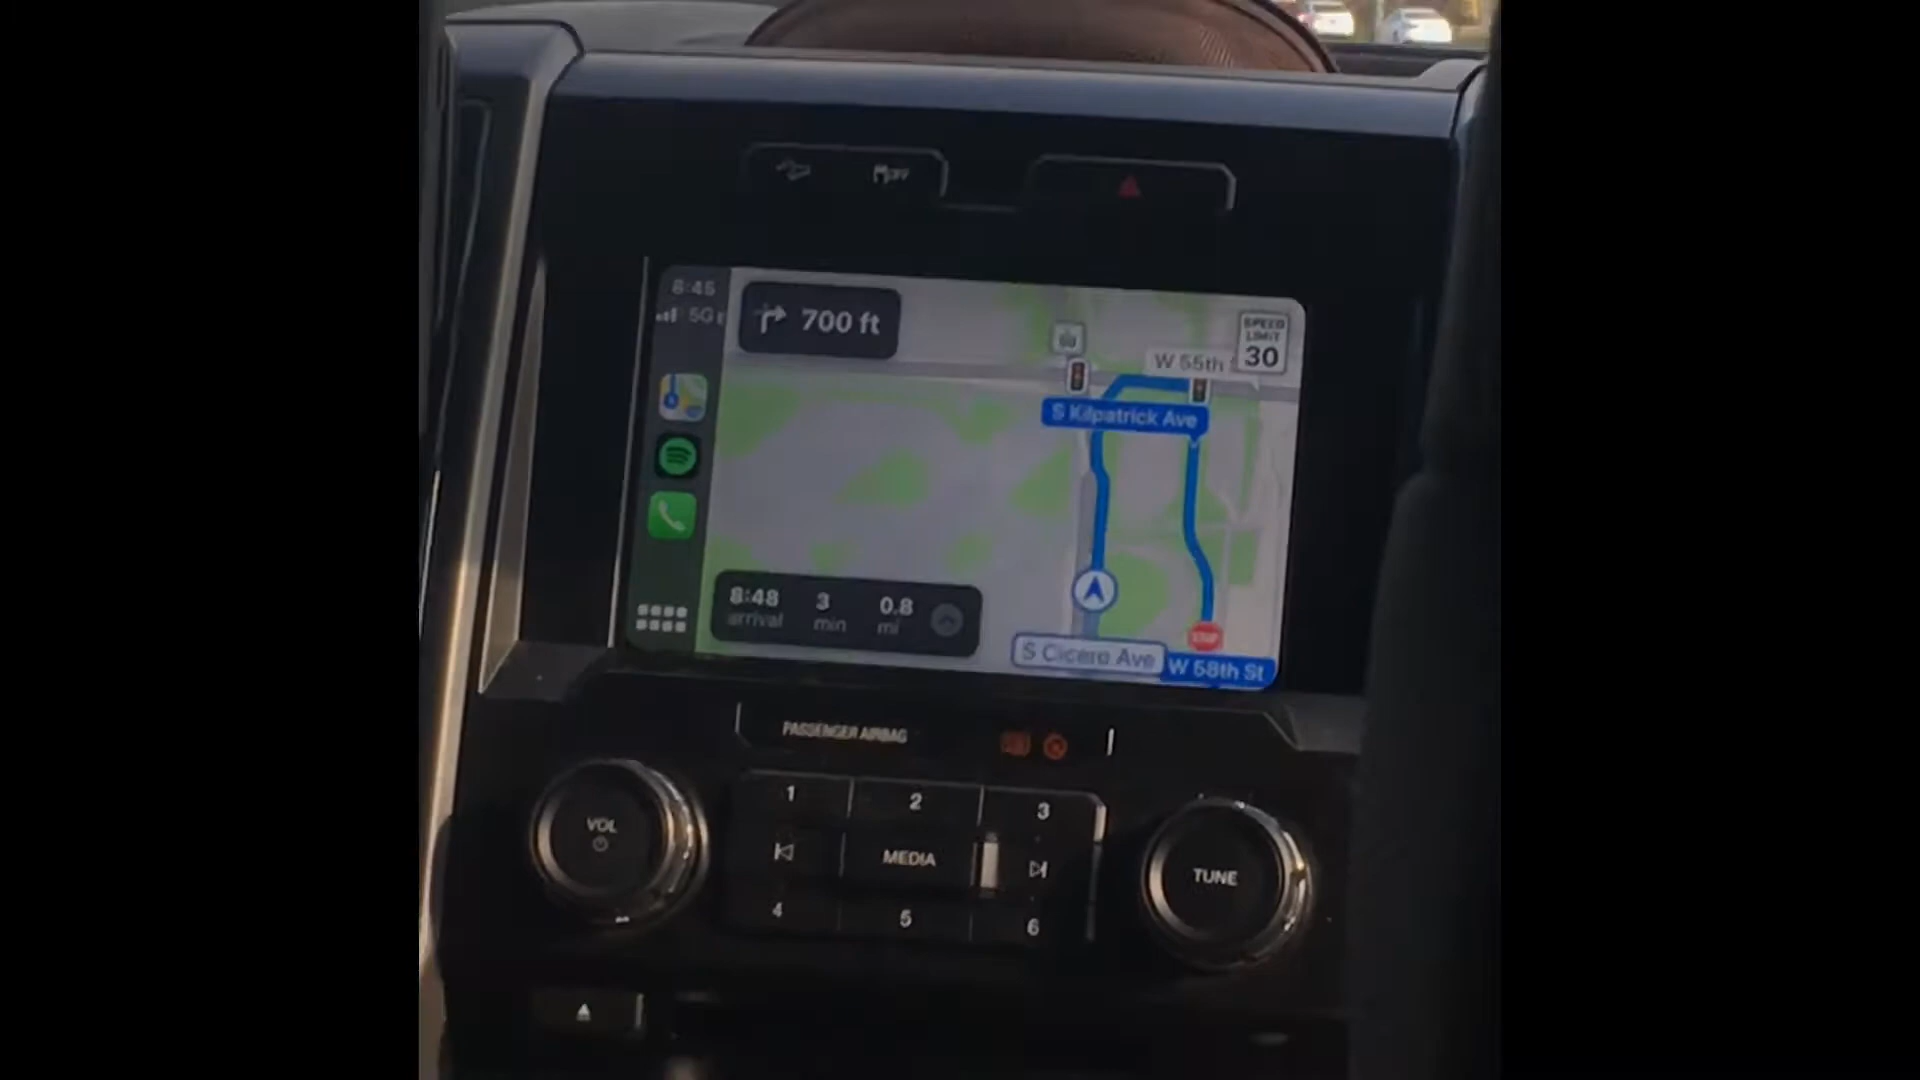 8:45
5G
700 ft
SPEED
LIMIT
30
W 55th
S Kilpatrick Ave
8:48
arrival
3
min
0.8
mi
STOP
S Cicero Ave
W 58th St
PASSENGER AIRBAG
1
2
3
VOL
MEDIA
TUNE
4
5
6